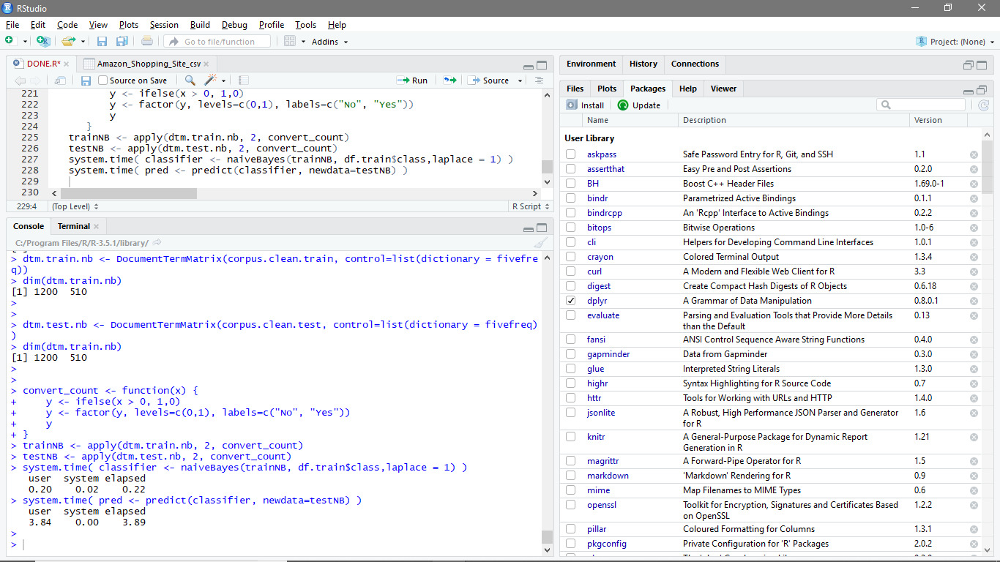 RStudio
File Edit Code View Plots Session Build Debug Profile Tools Help
Go to file/function Addins Project: (None)
DONE.R* Amazon_Shopping_Site_csv
Source on Save Run Source
221 y <- ifelse(x > 0, 1,0)
222 y <- factor(y, levels=c(0,1), labels=c("No", "Yes"))
223 y
224 }
225 trainNB <- apply(dtm.train.nb, 2, convert_count)
226 testNB <- apply(dtm.test.nb, 2, convert_count)
227 system.time( classifier <- naiveBayes(trainNB, df.train$class,laplace = 1) )
228 system.time( pred <- predict(classifier, newdata=testNB) )
229
230
229:4 (Top Level) R Script
Console Terminal
C:/Program Files/R/R-3.5.1/library/
> dtm.train.nb <- DocumentTermMatrix(corpus.clean.train, control=list(dictionary = fivefre
q))
> dim(dtm.train.nb)
[1] 1200 510
>
>
> dtm.test.nb <- DocumentTermMatrix(corpus.clean.test, control=list(dictionary = fivefreq)
)
> dim(dtm.train.nb)
[1] 1200 510
>
>
> convert_count <- function(x) {
+ y <- ifelse(x > 0, 1,0)
+ y <- factor(y, levels=c(0,1), labels=c("No", "Yes"))
+ y
+ }
> trainNB <- apply(dtm.train.nb, 2, convert_count)
> testNB <- apply(dtm.test.nb, 2, convert_count)
> system.time( classifier <- naiveBayes(trainNB, df.train$class,laplace = 1) )
user system elapsed
0.20 0.02 0.22
> system.time( pred <- predict(classifier, newdata=testNB) )
user system elapsed
3.84 0.00 3.89
>
>
Environment History Connections
Files Plots Packages Help Viewer
Install Update
Name Description Version
User Library
askpass Safe Password Entry for R, Git, and SSH 1.1
assertthat Easy Pre and Post Assertions 0.2.0
BH Boost C++ Header Files 1.69.0-1
bindr Parametrized Active Bindings 0.1.1
bindrcpp An 'Rcpp' Interface to Active Bindings 0.2.2
bitops Bitwise Operations 1.0-6
cli Helpers for Developing Command Line Interfaces 1.0.1
crayon Colored Terminal Output 1.3.4
curl A Modern and Flexible Web Client for R 3.3
digest Create Compact Hash Digests of R Objects 0.6.18
dplyr A Grammar of Data Manipulation 0.8.0.1
evaluate Parsing and Evaluation Tools that Provide More Details 0.13
than the Default
fansi ANSI Control Sequence Aware String Functions 0.4.0
gapminder Data from Gapminder 0.3.0
glue Interpreted String Literals 1.3.0
highr Syntax Highlighting for R Source Code 0.7
httr Tools for Working with URLs and HTTP 1.4.0
jsonlite A Robust, High Performance JSON Parser and Generator 1.6
for R
knitr A General-Purpose Package for Dynamic Report 1.21
Generation in R
magrittr A Forward-Pipe Operator for R 1.5
markdown 'Markdown' Rendering for R 0.9
mime Map Filenames to MIME Types 0.6
openssl Toolkit for Encryption, Signatures and Certificates Based 1.2.2
on OpenSSL
pillar Coloured Formatting for Columns 1.3.1
pkgconfig Private Configuration for 'R' Packages 2.0.2